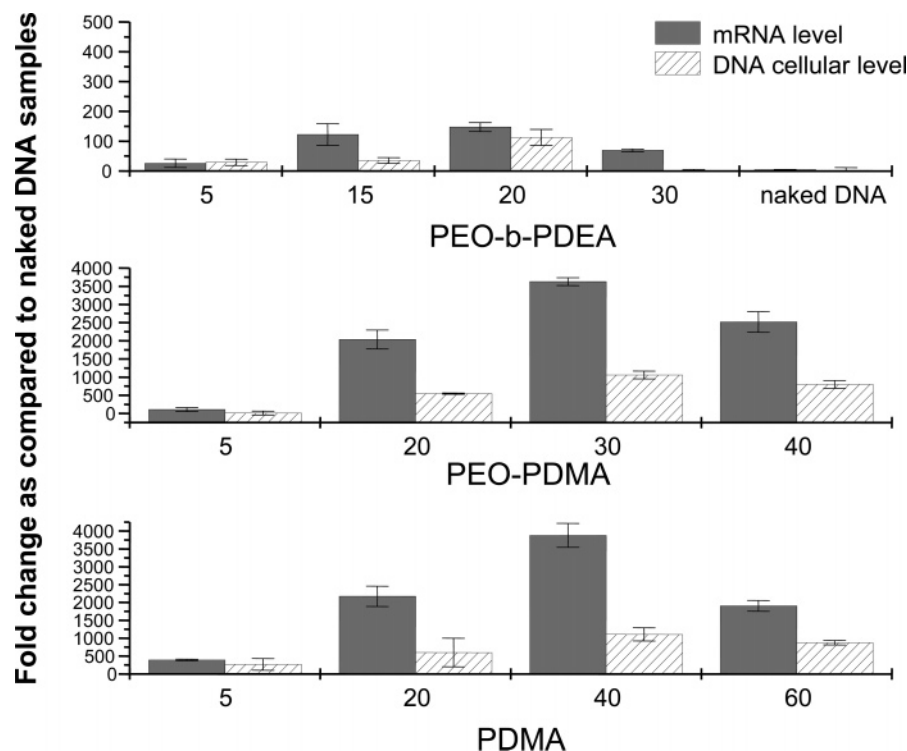 Fold change as compared to naked DNA samples
mRNA level
DNA cellular level
500
400
300
200
100
0
5 15 20 30 naked DNA
PEO-b-PDEA
4000
3500
3000
2500
2000
1500
1000
500
0
5 20 30 40
PEO-PDMA
4000
3500
3000
2500
2000
1500
1000
500
0
5 20 40 60
PDMA